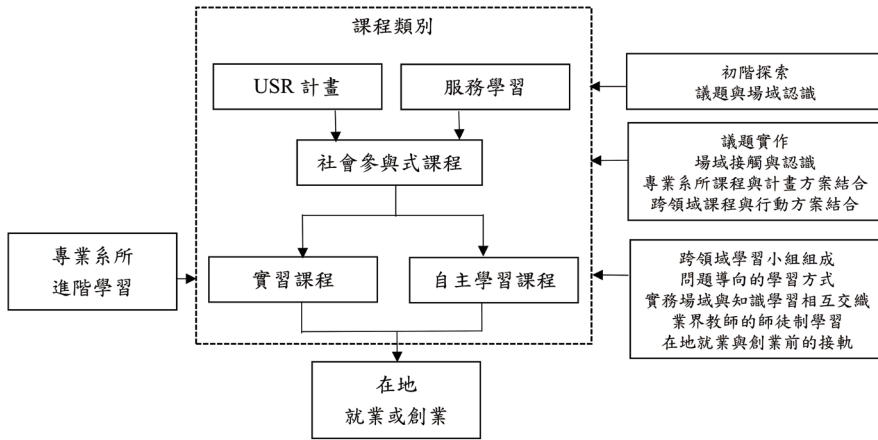 課程類別
USR 計畫
服務學習
初階探索
議題與場域認識
社會參與式課程
議題實作
場域接觸與認識
專業系所課程與計畫方案結合
跨領域課程與行動方案結合
專業系所
進階學習
實習課程
自主學習課程
跨領域學習小組組成
問題導向的學習方式
實務場域與知識學習相互交織
業界教師的師徒制學習
在地就業與創業前的接軌
在地
就業或創業